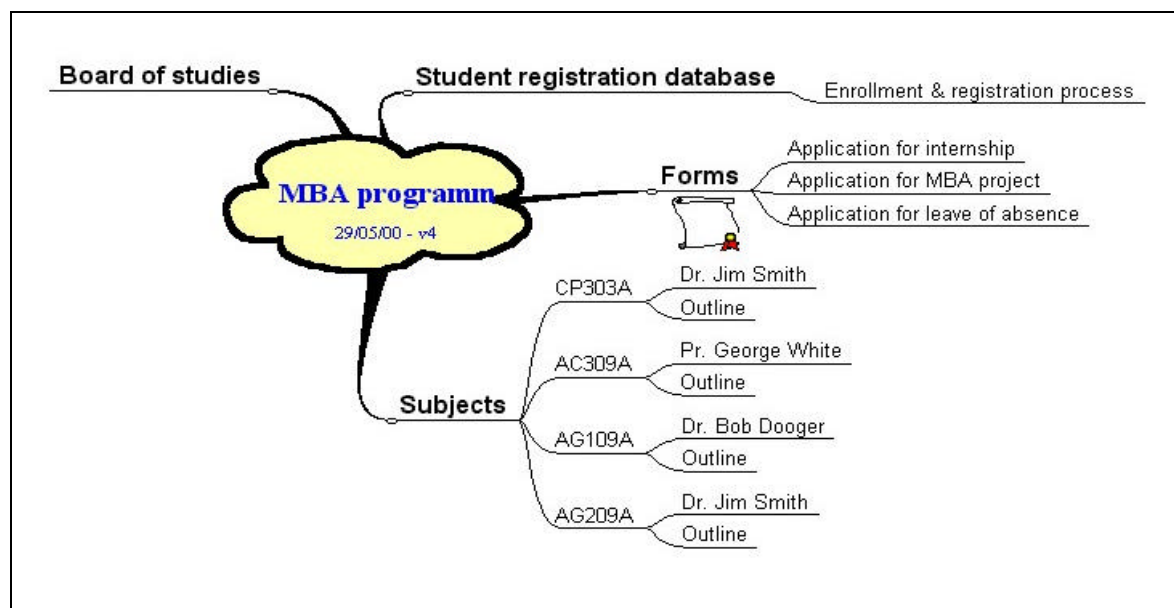 Board of studies
Student registration database
Enrollment & registration process
MBA programm
29/05/00 - v4
Forms
Application for internship
Application for MBA project
Application for leave of absence
Subjects
CP303A
Dr. Jim Smith
Outline
AC309A
Pr. George White
Outline
AG109A
Dr. Bob Dooger
Outline
AG209A
Dr. Jim Smith
Outline